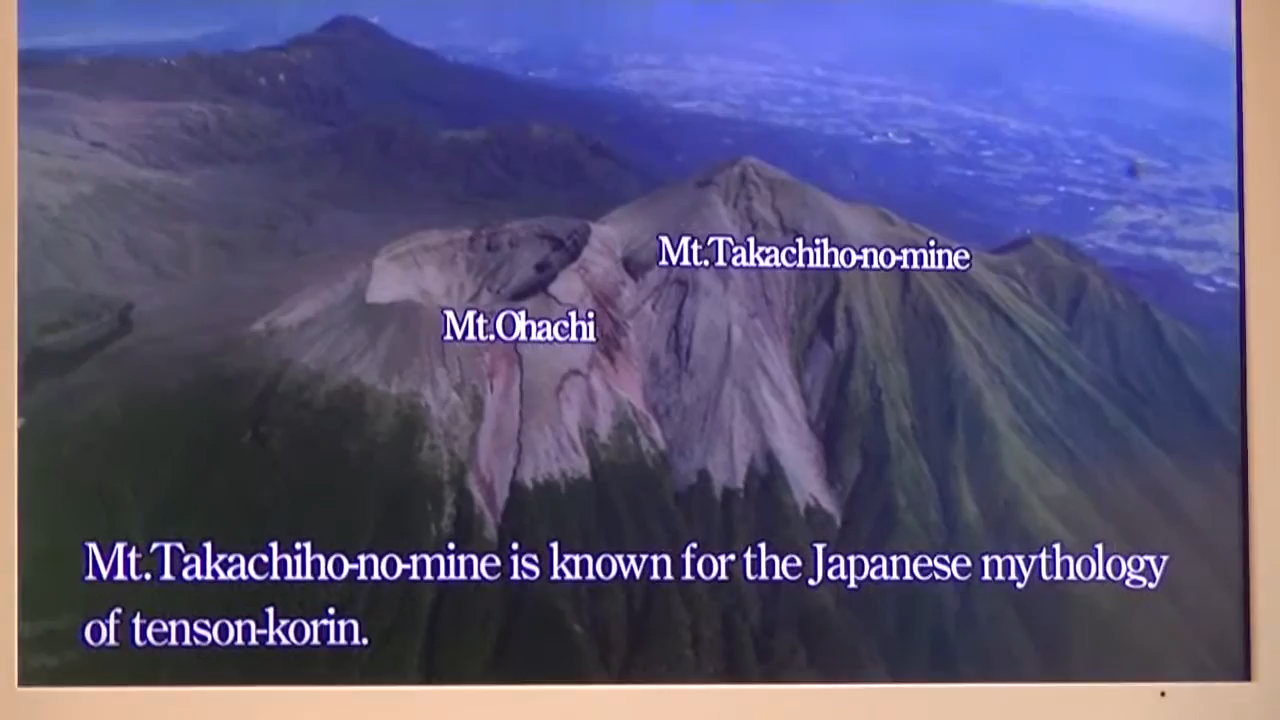 Mt.Takachiho-no-mine
Mt.Ohachi
Mt.Takachiho-no-mine is known for the Japanese mythology
of tenson-korin.